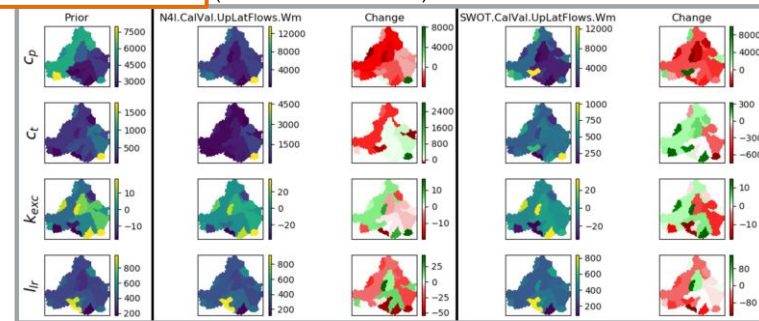 Prior N4I.CalVal.UpLatFlows.Wm Change SWOT.CalVal.UpLatFlows.Wm Change
c_p 7500 6000 4500 3000 12000 8000 4000 8000 4000 0 12000 8000 4000 8000 4000 0
c_t 1500 1000 500 4500 3000 1500 2400 1600 800 0 1000 750 500 250 300 0 -300 -600
k_exc 10 0 -10 20 0 -20 10 0 -10 20 0 -20 10 0 -10
l_lr 800 600 400 200 800 600 400 200 25 0 -25 -50 800 600 400 200 80 0 -80